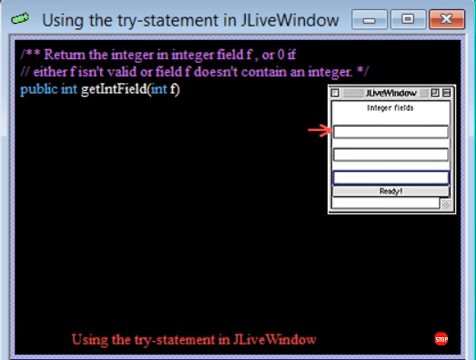 Using the try-statement in JLiveWindow
/** Return the integer in integer field f , or 0 if
// either f isn't valid or field f doesn't contain an integer. */
public int getIntField(int f)
JLiveWindow
Integer fields
Ready!
Using the try-statement in JLiveWindow
STOP